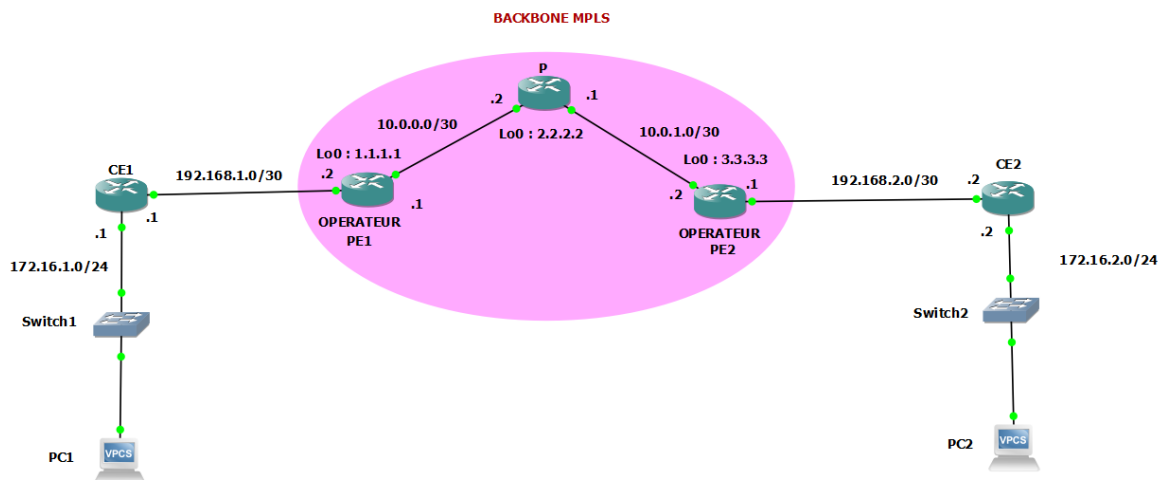 BACKBONE MPLS
p
.2
.1
10.0.0.0/30
Lo0 : 2.2.2.2
10.0.1.0/30
Lo0 : 1.1.1.1
Lo0 : 3.3.3.3
CE1
192.168.1.0/30
.2
.1
OPERATEUR
PE1
.2
.1
OPERATEUR
PE2
192.168.2.0/30
CE2
.2
.1
.1
.2
172.16.1.0/24
172.16.2.0/24
Switch1
Switch2
PC1
VPCS
PC2
VPCS